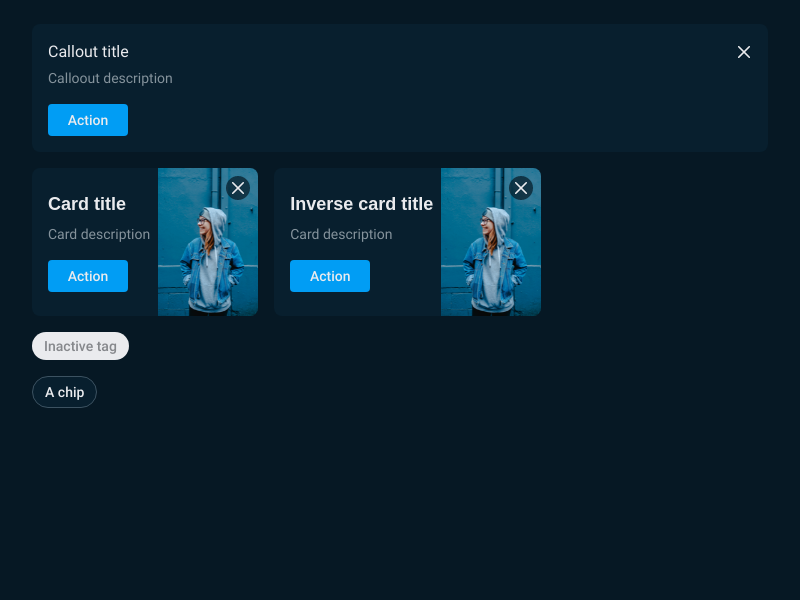 Callout title
Calloout description
Action
Card title
Card description
Action
Inverse card title
Card description
Action
Inactive tag
A chip